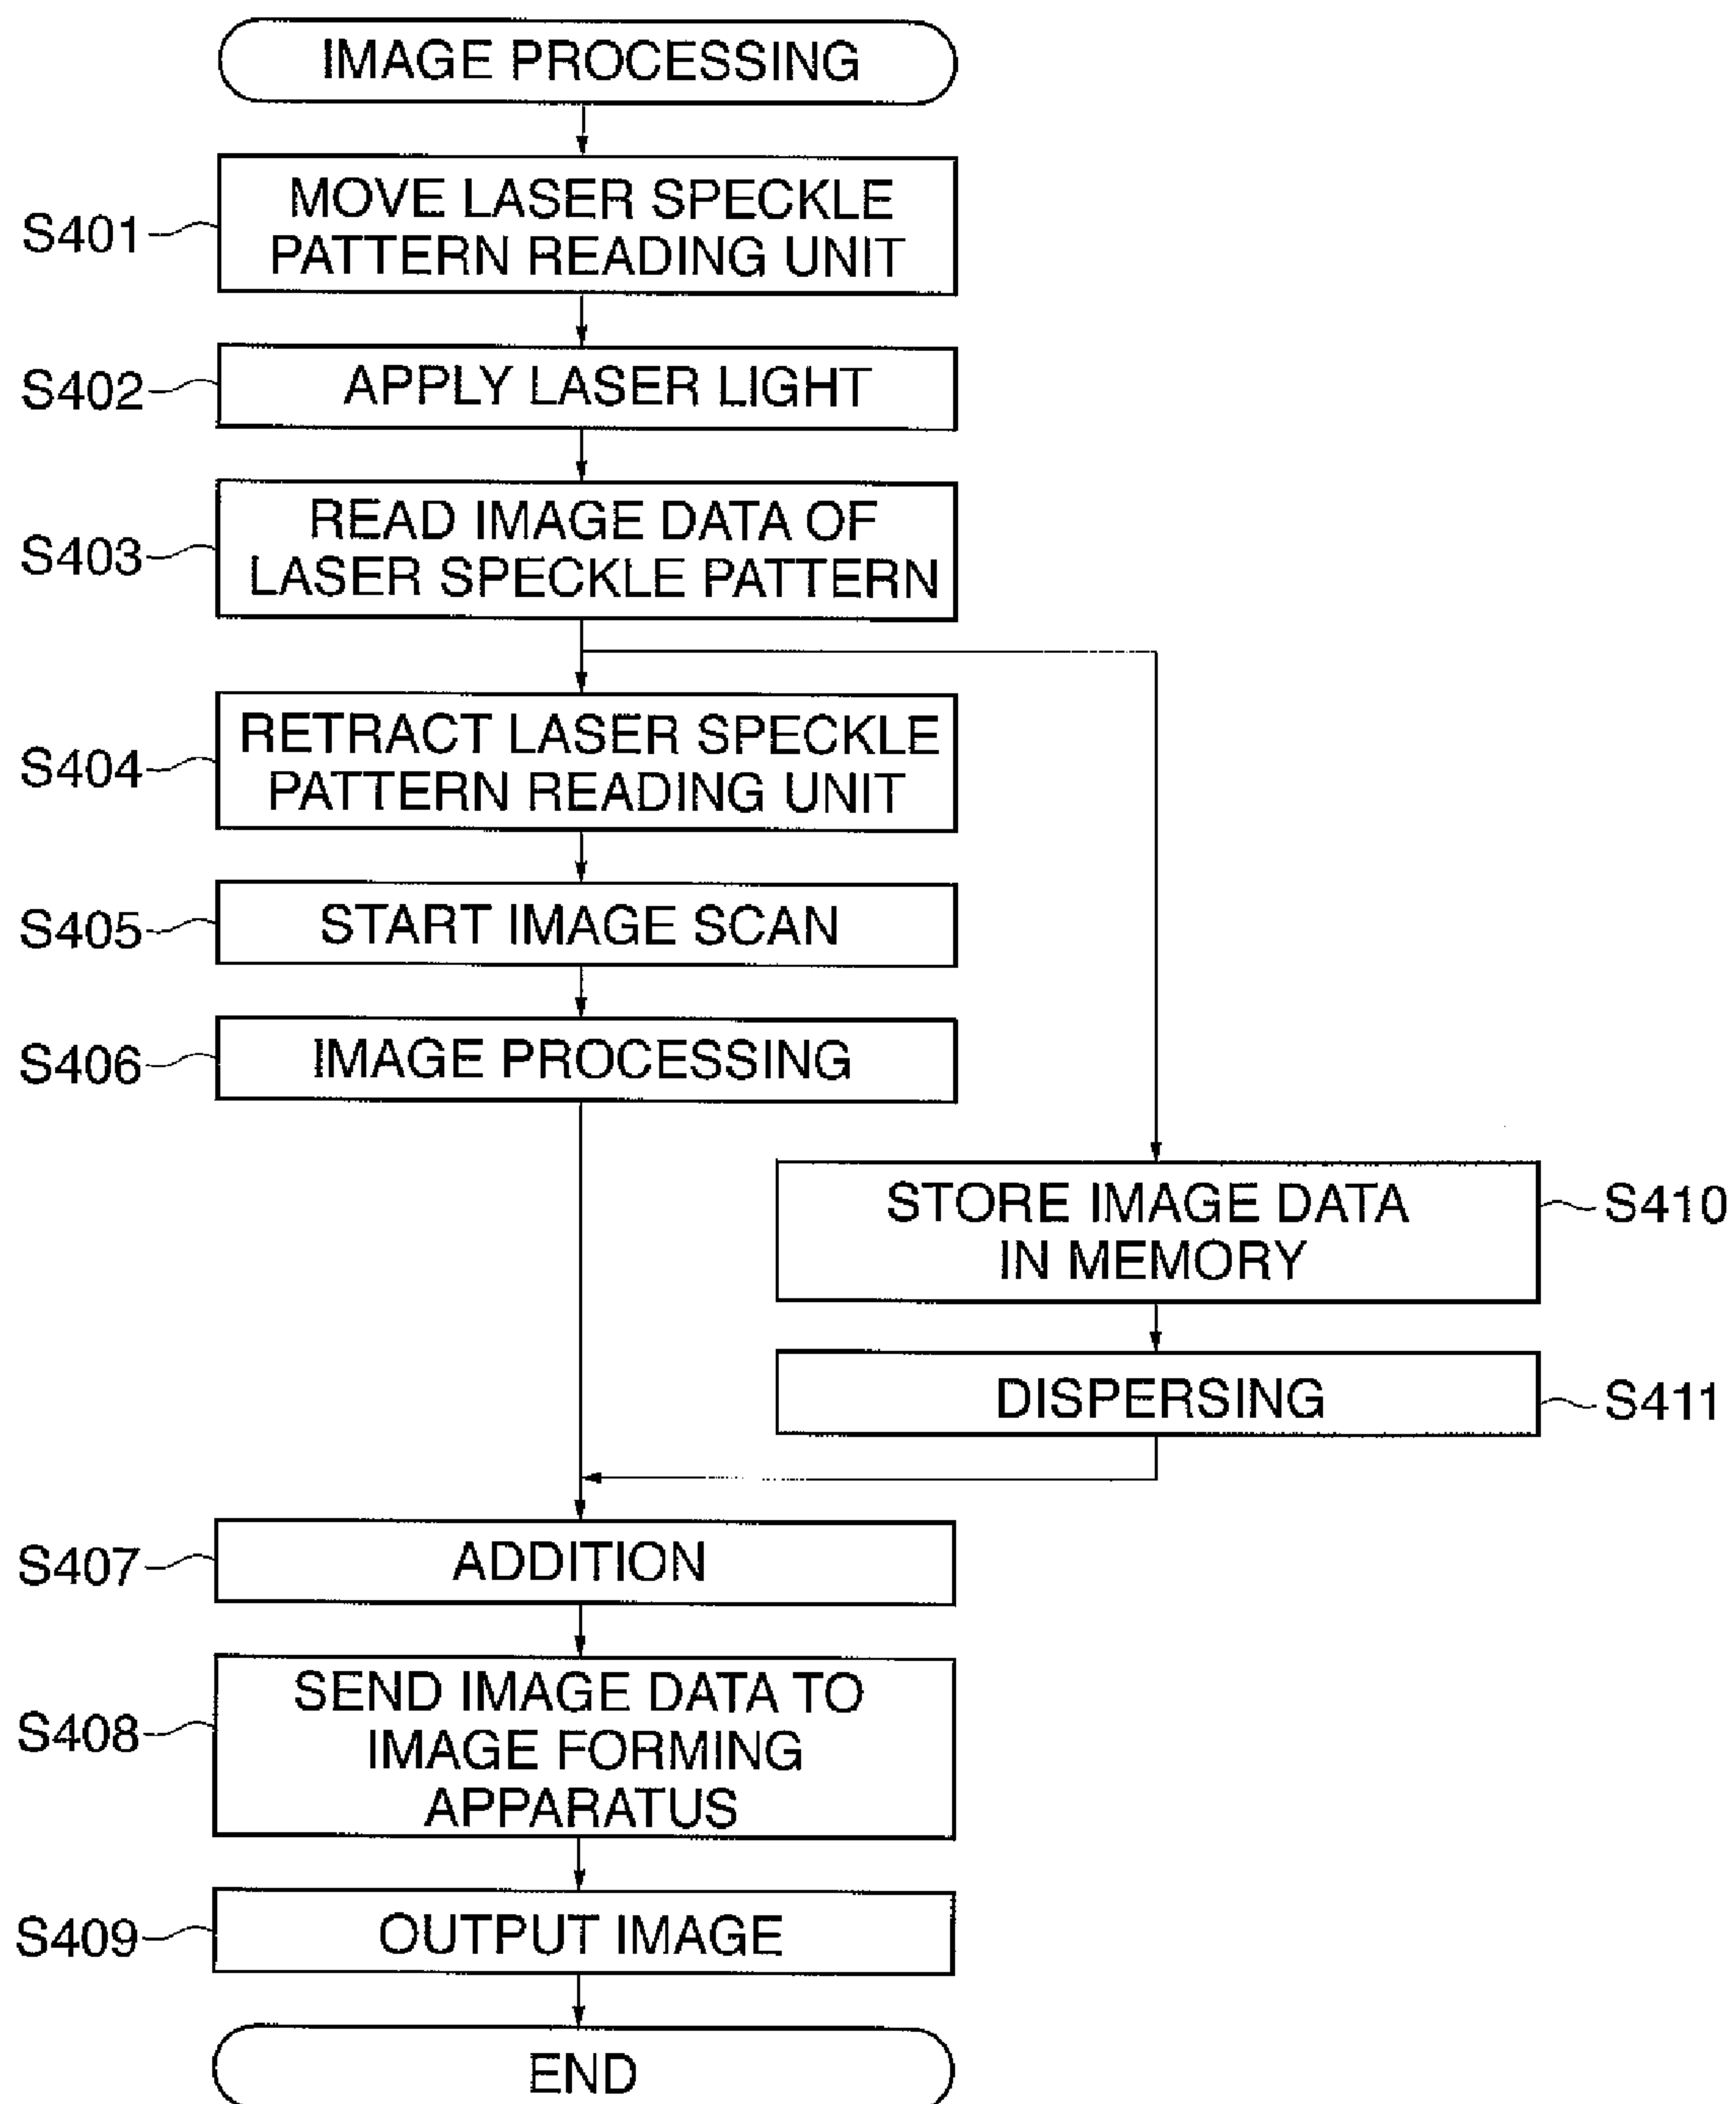 IMAGE PROCESSING
S401
MOVE LASER SPECKLE
PATTERN READING UNIT
S402
APPLY LASER LIGHT
S403
READ IMAGE DATA OF
LASER SPECKLE PATTERN
S404
RETRACT LASER SPECKLE
PATTERN READING UNIT
S405
START IMAGE SCAN
S406
IMAGE PROCESSING
STORE IMAGE DATA
IN MEMORY
S410
DISPERSING
S411
S407
ADDITION
S408
SEND IMAGE DATA TO
IMAGE FORMING
APPARATUS
S409
OUTPUT IMAGE
END